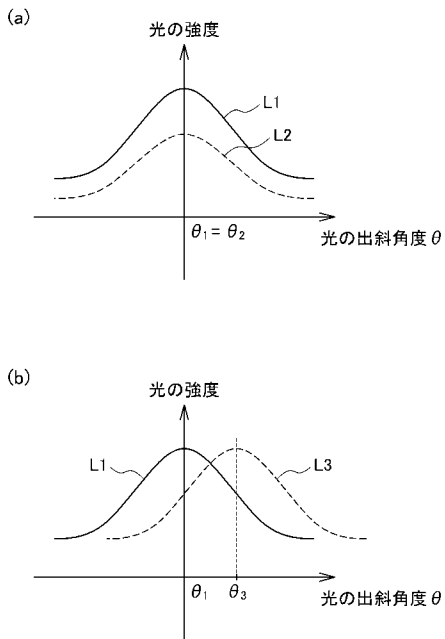 (a)
光の強度
L1
L2
θ1 = θ2
光の出斜角度 θ
(b)
光の強度
L1
L3
θ1
θ3
光の出斜角度 θ